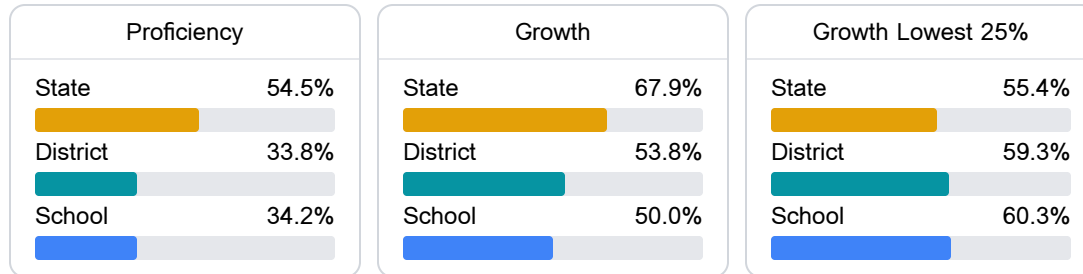 Proficiency
State 54.5%
District 33.8%
School 34.2%
Growth
State 67.9%
District 53.8%
School 50.0%
Growth Lowest 25%
State 55.4%
District 59.3%
School 60.3%